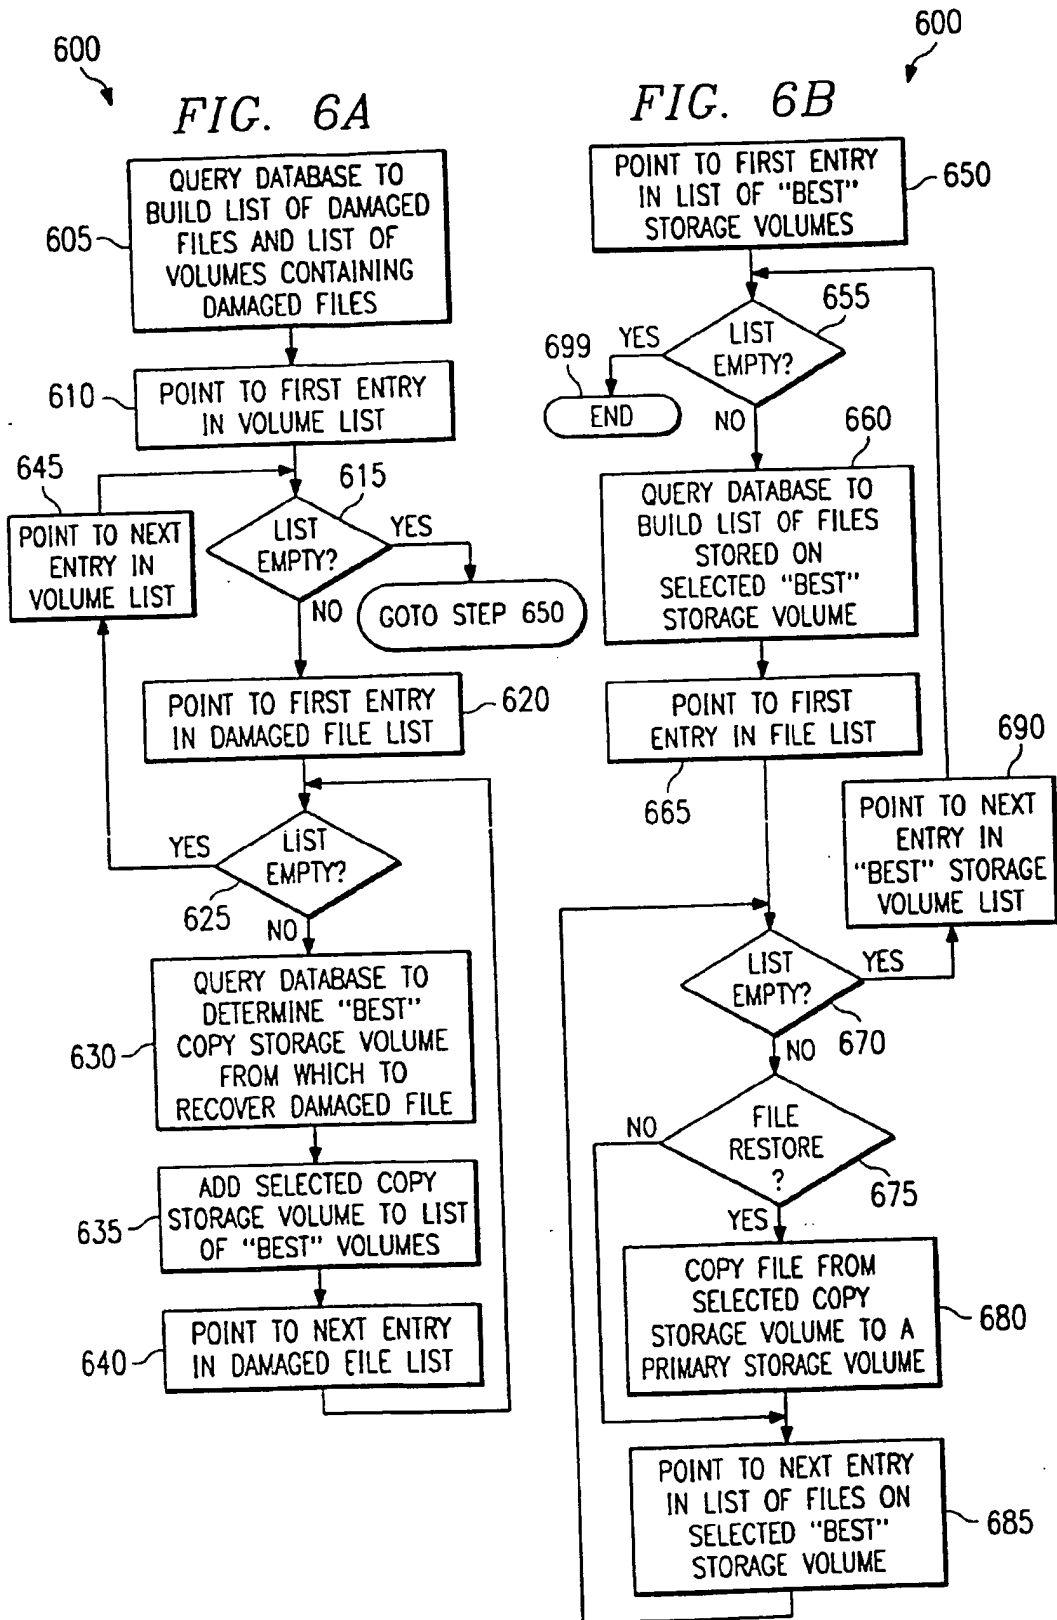 600
FIG. 6A
QUERY DATABASE TO
BUILD LIST OF DAMAGED
FILES AND LIST OF
VOLUMES CONTAINING
DAMAGED FILES
605
610
POINT TO FIRST ENTRY
IN VOLUME LIST
645
POINT TO NEXT
ENTRY IN
VOLUME LIST
615
LIST
EMPTY?
YES
NO
GOTO STEP 650
POINT TO FIRST ENTRY
IN DAMAGED FILE LIST
620
YES
LIST
EMPTY?
625
NO
QUERY DATABASE TO
DETERMINE "BEST"
COPY STORAGE VOLUME
FROM WHICH TO
RECOVER DAMAGED FILE
630
ADD SELECTED COPY
STORAGE VOLUME TO LIST
OF "BEST" VOLUMES
635
POINT TO NEXT ENTRY
IN DAMAGED FILE LIST
640
600
FIG. 6B
POINT TO FIRST ENTRY
IN LIST OF "BEST"
STORAGE VOLUMES
650
655
LIST
EMPTY?
YES
699
END
NO
660
QUERY DATABASE TO
BUILD LIST OF FILES
STORED ON
SELECTED "BEST"
STORAGE VOLUME
POINT TO FIRST
ENTRY IN FILE LIST
665
690
POINT TO NEXT
ENTRY IN
"BEST" STORAGE
VOLUME LIST
LIST
EMPTY?
YES
670
NO
FILE
RESTORE
?
NO
675
YES
COPY FILE FROM
SELECTED COPY
STORAGE VOLUME TO A
PRIMARY STORAGE VOLUME
680
POINT TO NEXT ENTRY
IN LIST OF FILES ON
SELECTED "BEST"
STORAGE VOLUME
685